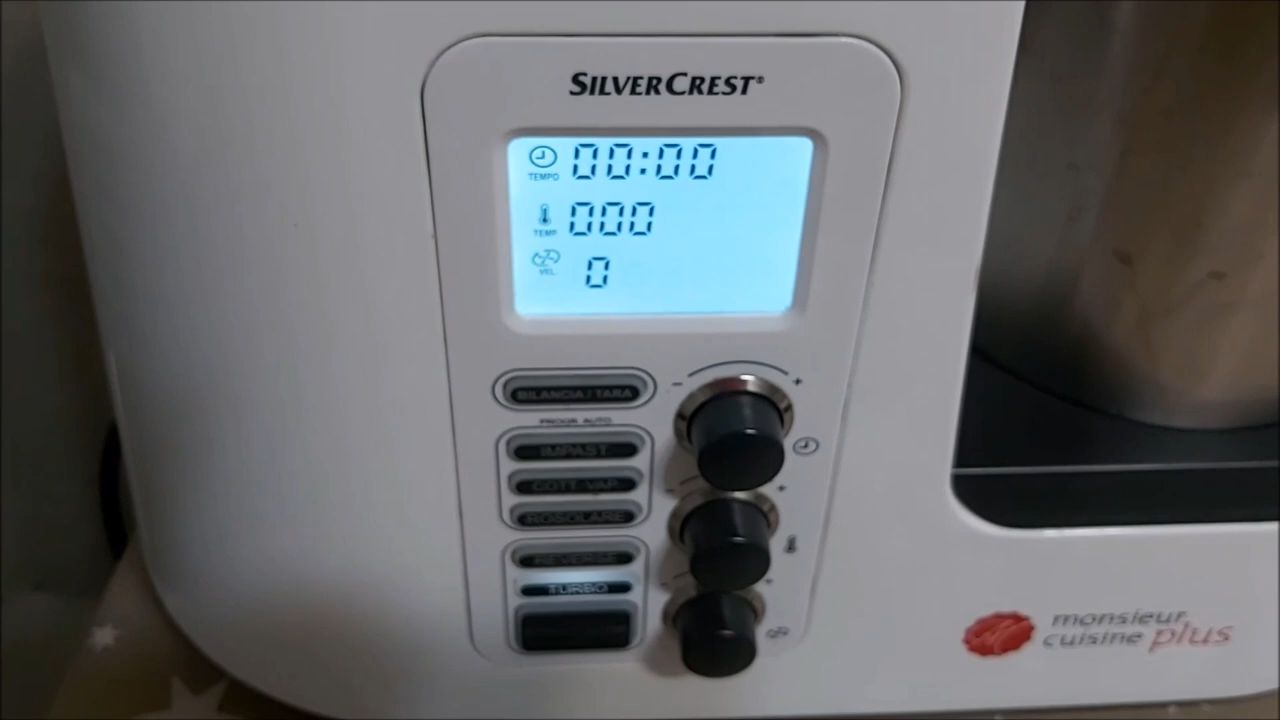 SILVERCREST®
00:00
TEMPO
000
TEMP
0
VEL
- +
BILANCIA / TARA
PROGR. AUTO.
IMPAST
COTT. VAP.
- +
ROSOLARE
REVERSE
- +
TURBO
monsieur
cuisine plus